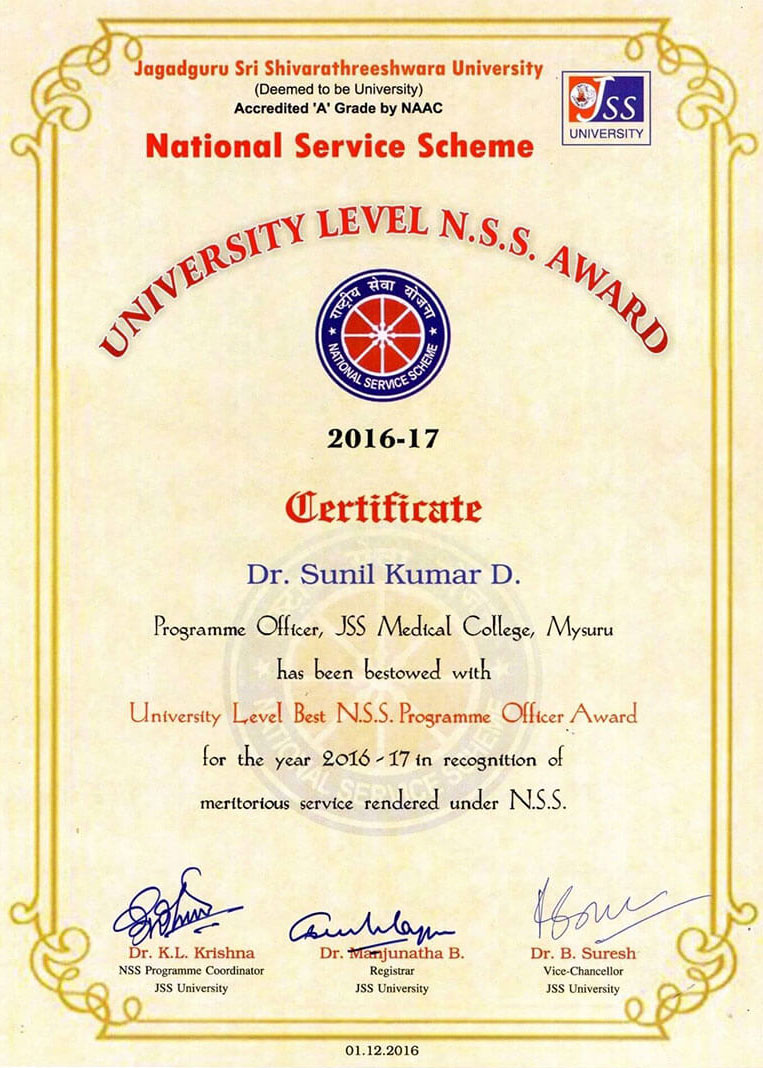 Jagadguru Sri Shivarathreeshwara University
(Deemed to be University)
Accredited 'A' Grade by NAAC
JSS
UNIVERSITY
National Service Scheme
UNIVERSITY LEVEL N.S.S. AWARD
राष्ट्रीय सेवा योजना
NATIONAL SERVICE SCHEME
2016-17
Certificate
Dr. Sunil Kumar D.
Programme Officer, JSS Medical College, Mysuru
has been bestowed with
University Level Best N.S.S. Programme Officer Award
for the year 2016-17 in recognition of
meritorious service rendered under N.S.S.
NATIONAL SERVICE SCHEME
Dr. K.L. Krishna
NSS Programme Coordinator
JSS University
Dr. Manjunatha B.
Registrar
JSS University
Dr. B. Suresh
Vice-Chancellor
JSS University
01.12.2016